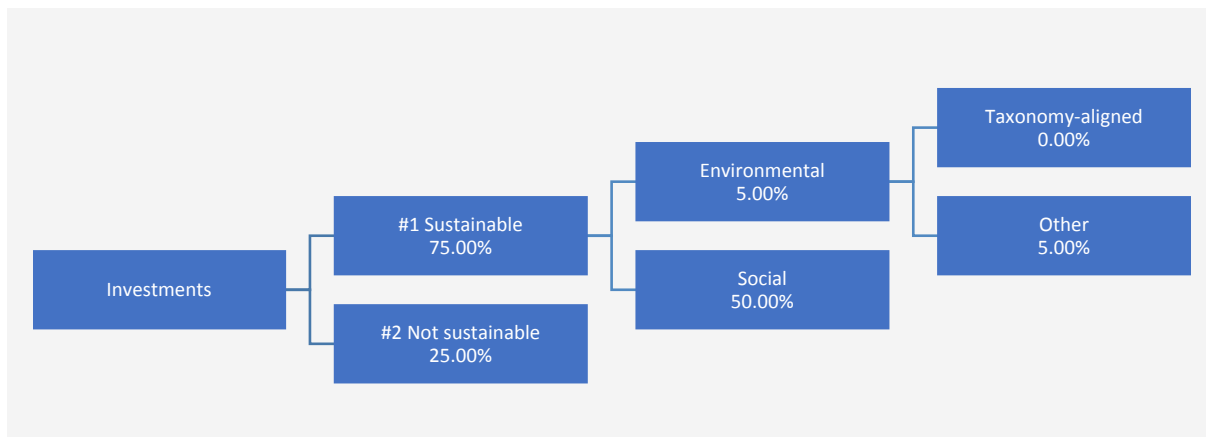 Investments
#1 Sustainable
75.00%
#2 Not sustainable
25.00%
Environmental
5.00%
Social
50.00%
Taxonomy-aligned
0.00%
Other
5.00%